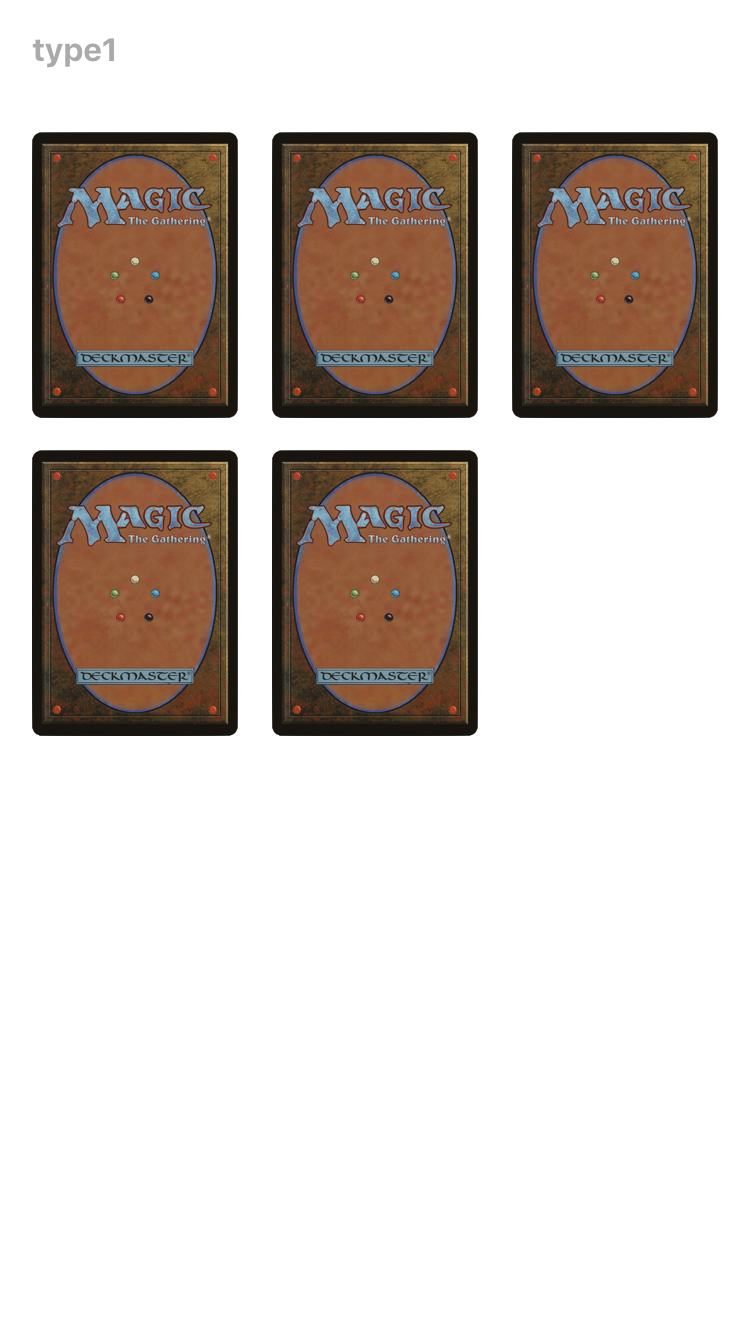 type1
MAGIC MAGIC MAGIC
The Gathering® The Gathering® The Gathering®
DECKMASTER® DECKMASTER® DECKMASTER®
MAGIC MAGIC
The Gathering® The Gathering®
DECKMASTER® DECKMASTER®